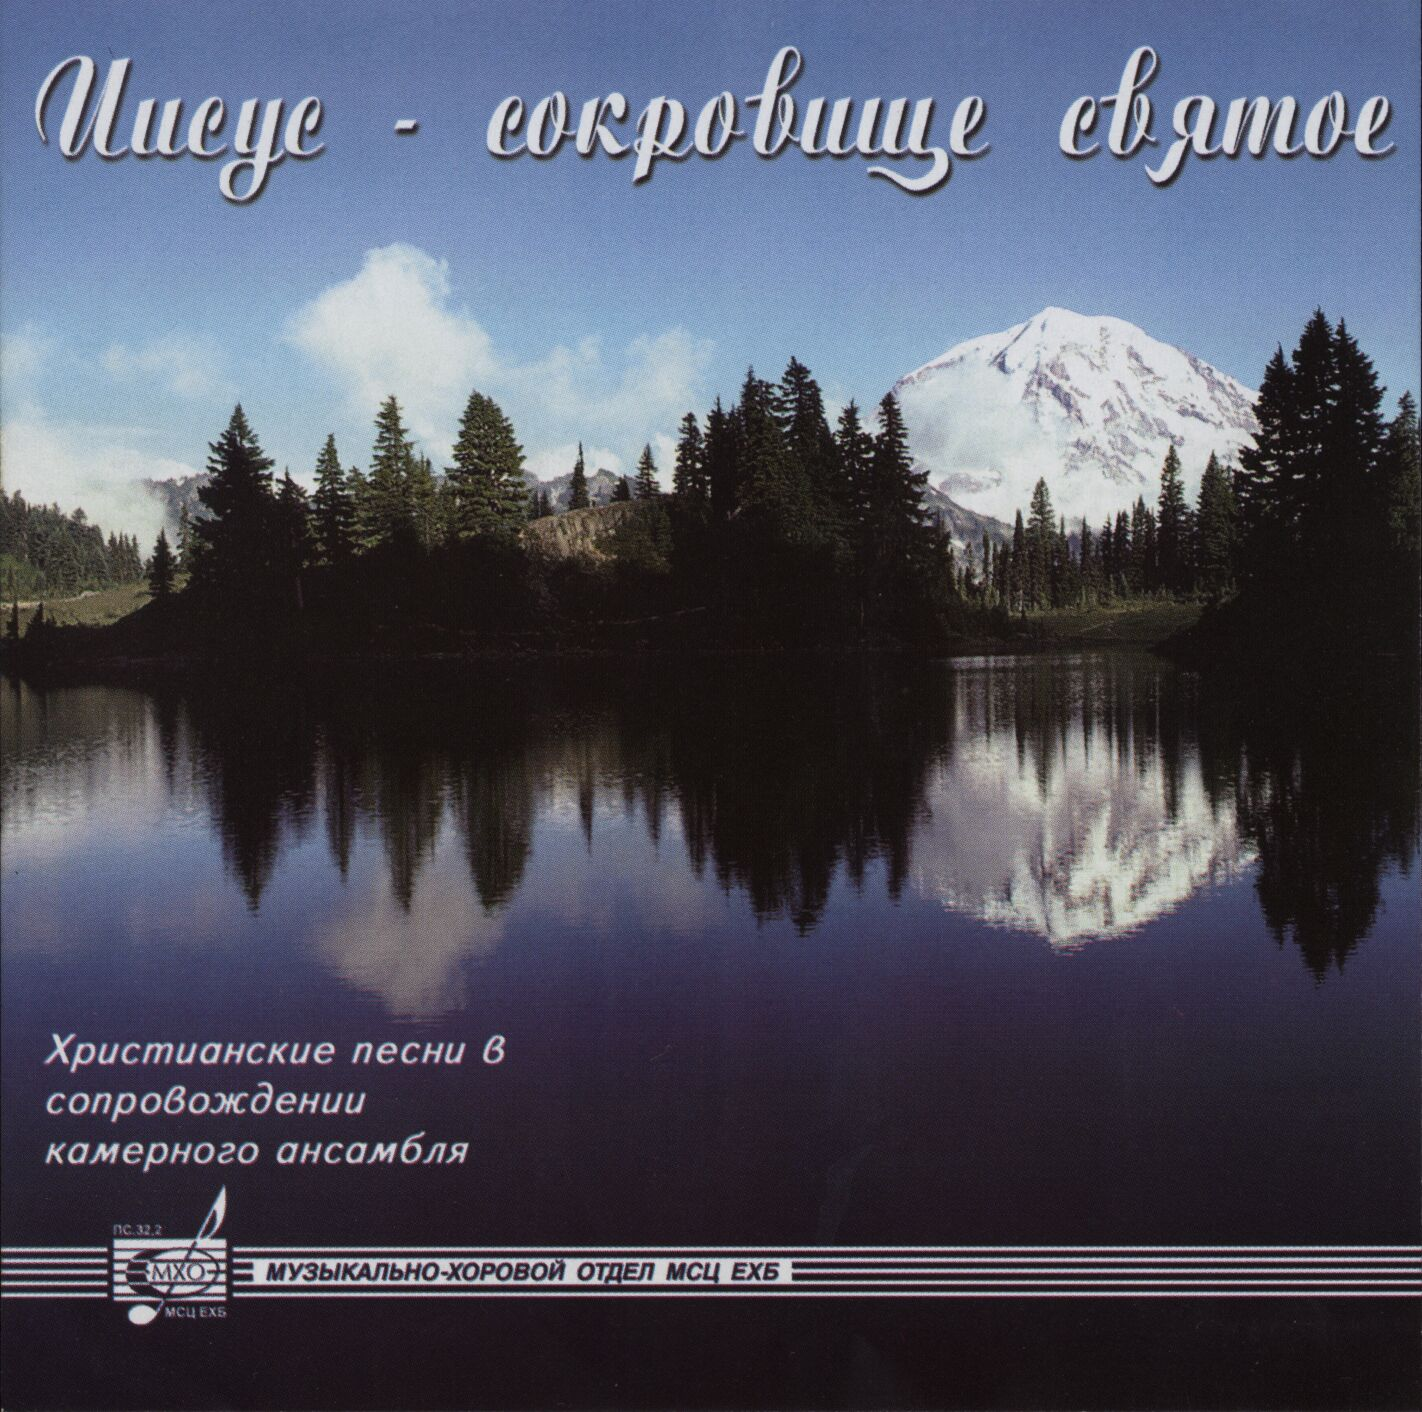 Иисус - сокровище святое
Христианские песни в
сопровождении
камерного ансамбля
ПС.32,2
МХО
МУЗЫКАЛЬНО-ХОРОВОЙ ОТДЕЛ МСЦ ЕХБ
МСЦ ЕХБ